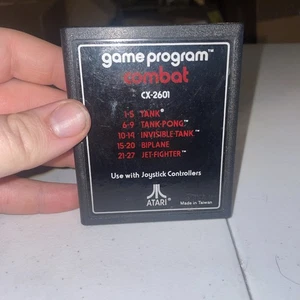 game program™
combat
CX-2601
1-5 TANK®
6-9 TANK-PONG™
10-14 INVISIBLE TANK™
15-20 BIPLANE
21-27 JET-FIGHTER™
Use with Joystick Controllers
ATARI®
Made in Taiwan